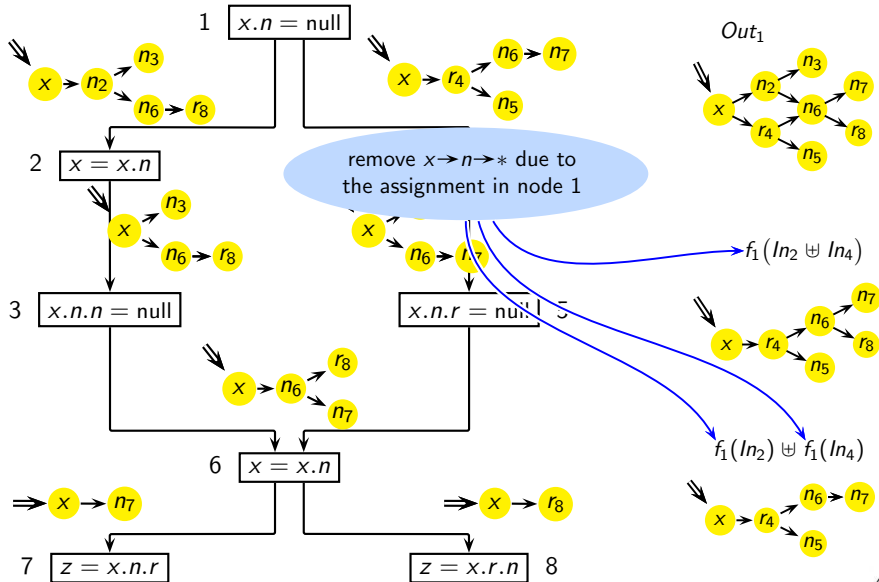 1 x.n = null
Out₁
x n₂ n₃ n₆ r₈
x r₄ n₆ n₇ n₅
x n₂ n₃ r₄ n₆ n₇ r₈ n₅
2 x = x.n
remove x→n→* due to
the assignment in node 1
x n₃ n₆ r₈
n₆ n₇
f₁(In₂ ⊎ In₄)
3 x.n.n = null
x.n.r = null 5
x r₄ n₆ n₇ r₈ n₅
x n₆ r₈ n₇
f₁(In₂) ⊎ f₁(In₄)
6 x = x.n
x n₇
x r₈
x r₄ n₆ n₇ n₅
7 z = x.n.r
z = x.r.n 8